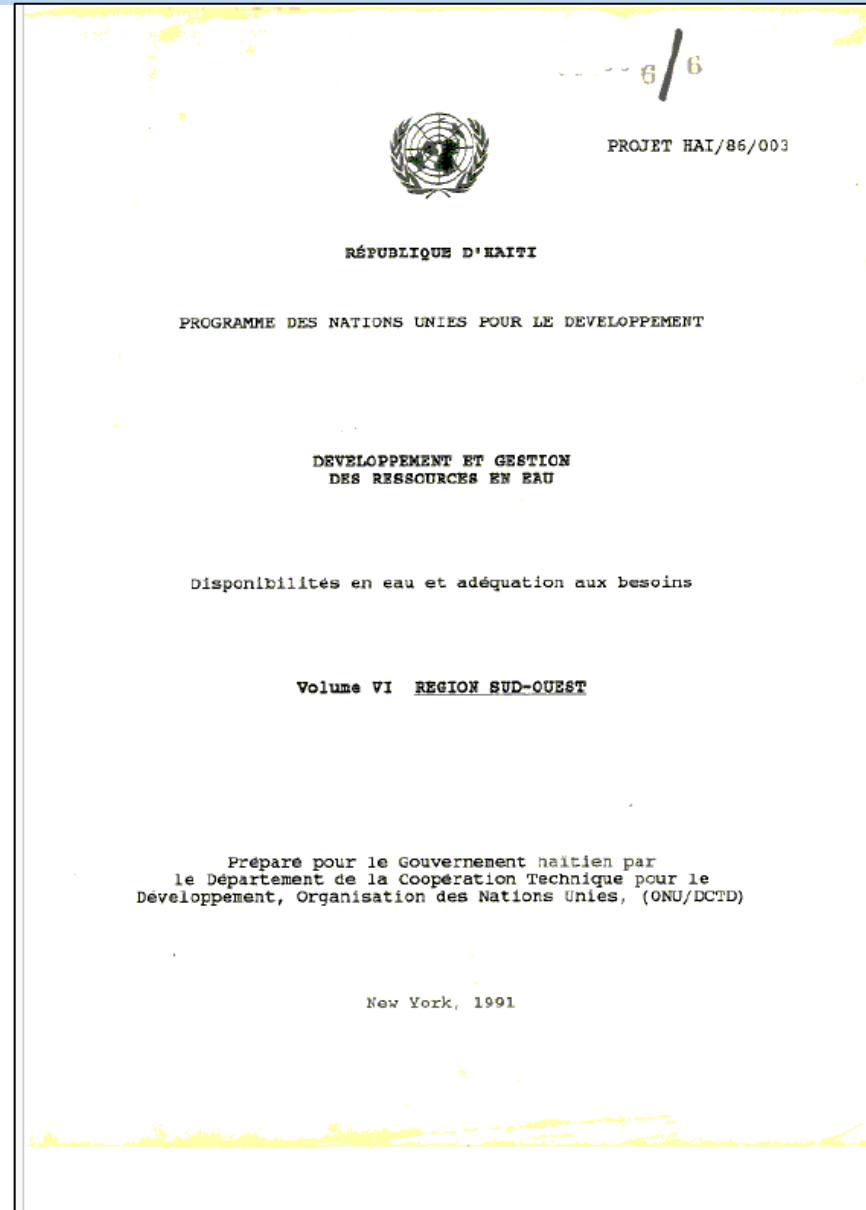 6/6
PROJET HAI/86/003
RÉPUBLIQUE D'HAITI
PROGRAMME DES NATIONS UNIES POUR LE DEVELOPPEMENT
DEVELOPPEMENT ET GESTION
DES RESSOURCES EN EAU
Disponibilités en eau et adéquation aux besoins
Volume VI REGION SUD-OUEST
Préparé pour le Gouvernement haïtien par
le Département de la Coopération Technique pour le
Développement, Organisation des Nations Unies, (ONU/DCTD)
New York, 1991